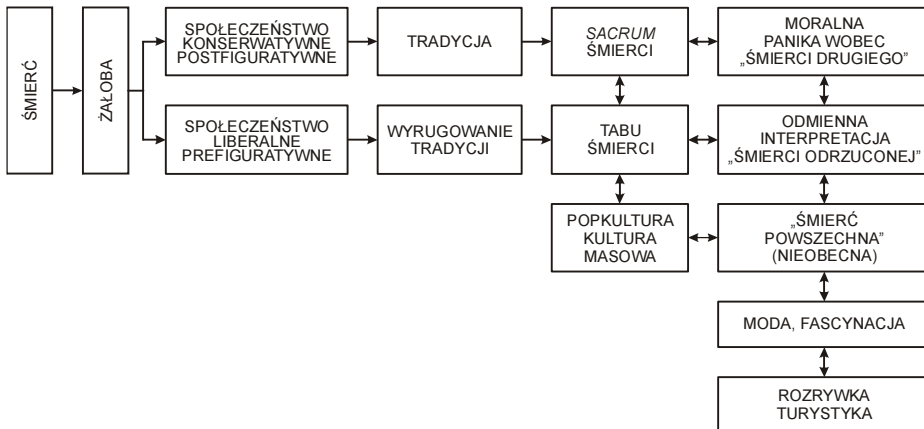 ŚMIERĆ
ŻAŁOBA
SPOŁECZEŃSTWO
KONSERWATYWNE
POSTFIGURATYWNE
TRADYCJA
SACRUM
ŚMIERCI
MORALNA
PANIKA WOBEC
„ŚMIERCI DRUGIEGO”
SPOŁECZEŃSTWO
LIBERALNE
PREFIGURATYWNE
WYRUGOWANIE
TRADYCJI
TABU
ŚMIERCI
ODMIENNA
INTERPRETACJA
„ŚMIERCI ODRZUCONEJ”
POPKULTURA
KULTURA
MASOWA
„ŚMIERĆ
POWSZECHNA”
(NIEOBECNA)
MODA, FASCYNACJA
ROZRYWKA
TURYSTYKA